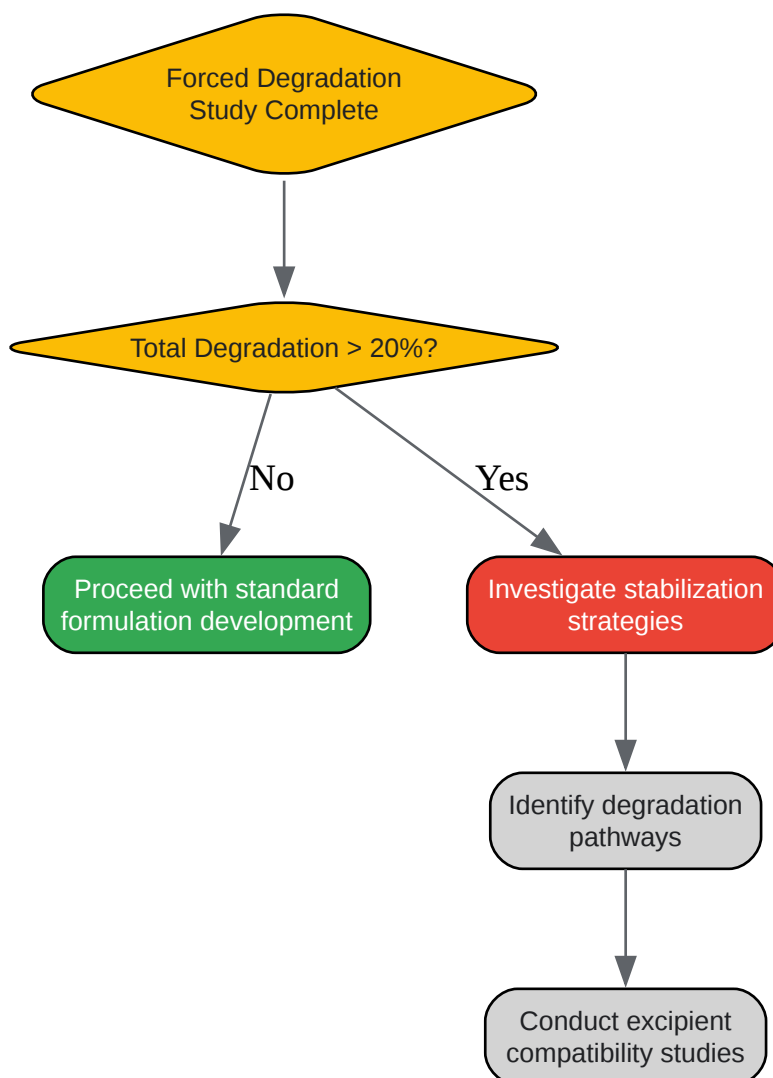 Forced Degradation
Study Complete
Total Degradation > 20%?
No
Yes
Proceed with standard
formulation development
Investigate stabilization
strategies
Identify degradation
pathways
Conduct excipient
compatibility studies